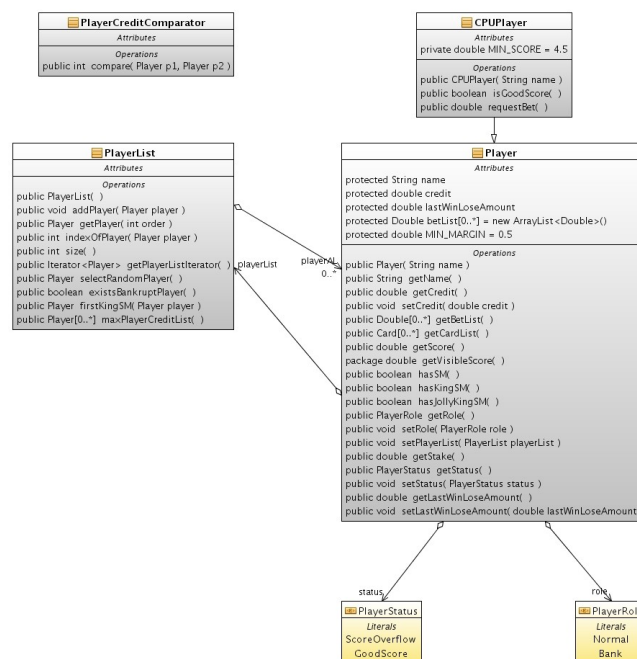 PlayerCreditComparator
Attributes
Operations
public int compare( Player p1, Player p2 )
CPUPlayer
Attributes
private double MIN_SCORE = 4.5
Operations
public CPUPlayer( String name )
public boolean isGoodScore( )
public double requestBet( )
PlayerList
Attributes
Operations
public PlayerList( )
public void addPlayer( Player player )
public Player getPlayer( int order )
public int indexOfPlayer( Player player )
public int size( )
public Iterator<Player> getPlayerListIterator( )
public Player selectRandomPlayer( )
public boolean existsBankruptPlayer( )
public Player firstKingSM( Player player )
public Player[0..*] maxPlayerCreditList( )
playerList
playerAL
0..*
Player
Attributes
protected String name
protected double credit
protected double lastWinLoseAmount
protected Double betList[0..*] = new ArrayList<Double>()
protected double MIN_MARGIN = 0.5
Operations
public Player( String name )
public String getName( )
public double getCredit( )
public void setCredit( double credit )
public Double[0..*] getBetList( )
public Card[0..*] getCardList( )
public double getScore( )
package double getVisibleScore( )
public boolean hasSM( )
public boolean hasKingSM( )
public boolean hasJollyKingSM( )
public PlayerRole getRole( )
public void setRole( PlayerRole role )
public void setPlayerList( PlayerList playerList )
public double getStake( )
public PlayerStatus getStatus( )
public void setStatus( PlayerStatus status )
public double getLastWinLoseAmount( )
public void setLastWinLoseAmount( double lastWinLoseAmount
status
role
PlayerStatus
Literals
ScoreOverflow
GoodScore
PlayerRol
Literals
Normal
Bank